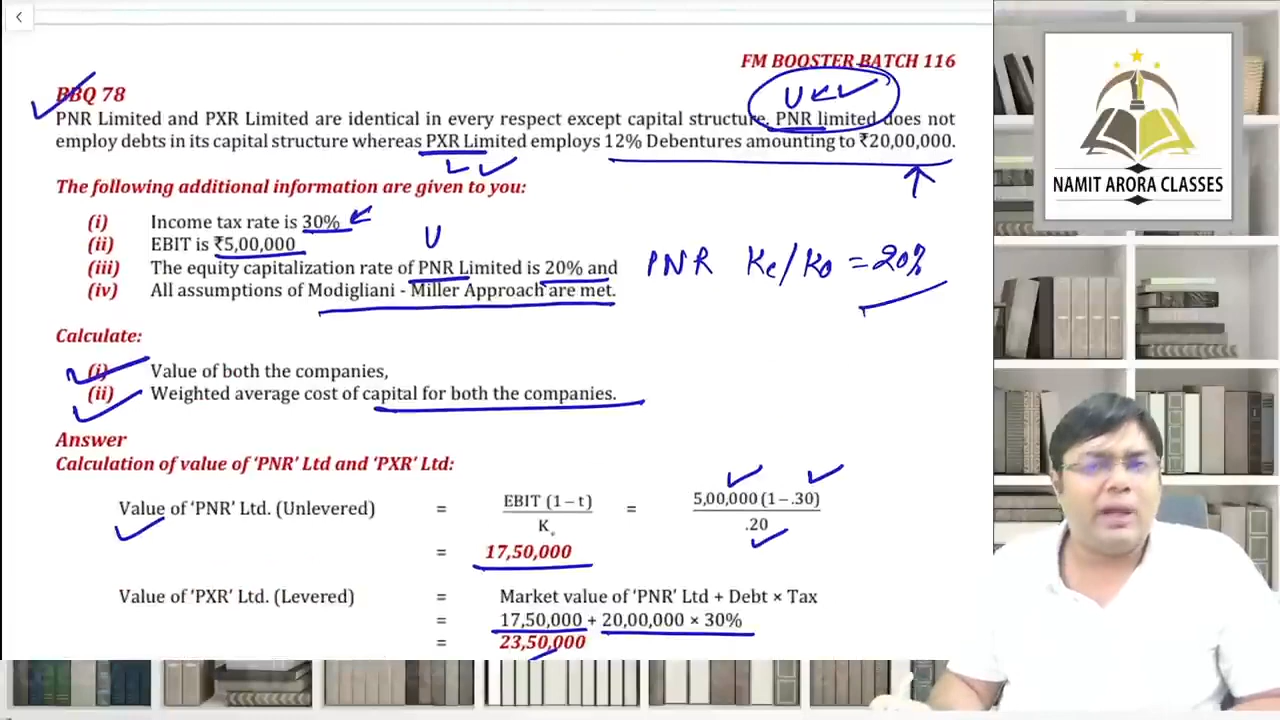 FM BOOSTER BATCH 116
BBQ 78
U
PNR Limited and PXR Limited are identical in every respect except capital structure. PNR limited does not
employ debts in its capital structure whereas PXR Limited employs 12% Debentures amounting to ₹20,00,000.
L
The following additional information are given to you:
(i) Income tax rate is 30%
(ii) EBIT is ₹5,00,000
U
(iii) The equity capitalization rate of PNR Limited is 20% and
PNR Ke/Ko = 20%
(iv) All assumptions of Modigliani - Miller Approach are met.
Calculate:
(i) Value of both the companies,
(ii) Weighted average cost of capital for both the companies.
Answer
Calculation of value of 'PNR' Ltd and 'PXR' Ltd:
Value of 'PNR' Ltd. (Unlevered) = EBIT (1 – t) / Ke = 5,00,000 (1 – .30) / .20
= 17,50,000
Value of 'PXR' Ltd. (Levered) = Market value of 'PNR' Ltd + Debt × Tax
= 17,50,000 + 20,00,000 × 30%
= 23,50,000
NAMIT ARORA CLASSES